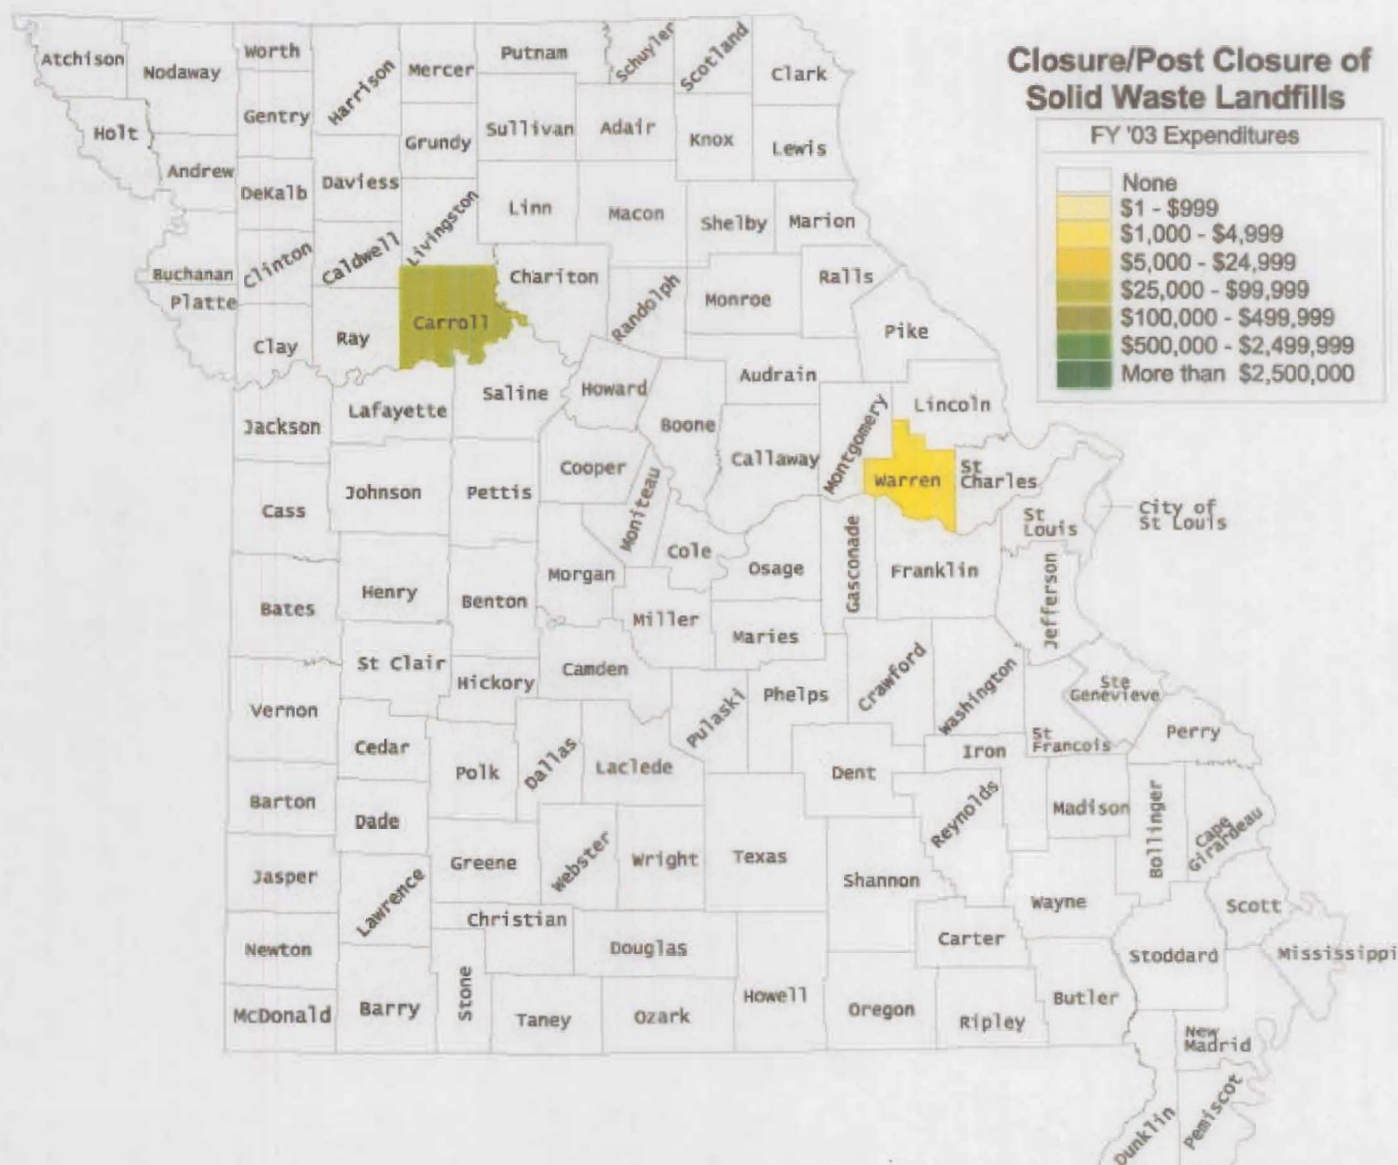 Closure/Post Closure of
Solid Waste Landfills
FY '03 Expenditures
None
$1 - $999
$1,000 - $4,999
$5,000 - $24,999
$25,000 - $99,999
$100,000 - $499,999
$500,000 - $2,499,999
More than $2,500,000
Atchison
Nodaway
Worth
Harrison
Mercer
Putnam
Schuyler
Scotland
Clark
Holt
Gentry
Sullivan
Adair
Knox
Lewis
Andrew
DeKalb
Daviess
Grundy
Livingston
Linn
Macon
Shelby
Marion
Buchanan
Clinton
Caldwell
Chariton
Randolph
Monroe
Ralls
Platte
Clay
Ray
Carroll
Pike
Jackson
Lafayette
Saline
Howard
Boone
Audrain
Lincoln
Callaway
Montgomery
Warren
St
Charles
City of
St Louis
St
Louis
Cass
Johnson
Pettis
Cooper
Moniteau
Cole
Osage
Gasconade
Franklin
Jefferson
Bates
Henry
Benton
Morgan
Miller
Maries
St Clair
Hickory
Camden
Pulaski
Phelps
Crawford
Washington
Ste
Genevieve
Vernon
Cedar
Polk
Dallas
Laclede
Dent
Iron
St
Francois
Perry
Barton
Dade
Reynolds
Madison
Bollinger
Cape
Girardeau
Jasper
Lawrence
Greene
Webster
Wright
Texas
Shannon
Wayne
Scott
Newton
Christian
Douglas
Carter
Stoddard
Mississippi
McDonald
Barry
Stone
Taney
Ozark
Howell
Oregon
Ripley
Butler
New
Madrid
Dunklin
Pemiscot